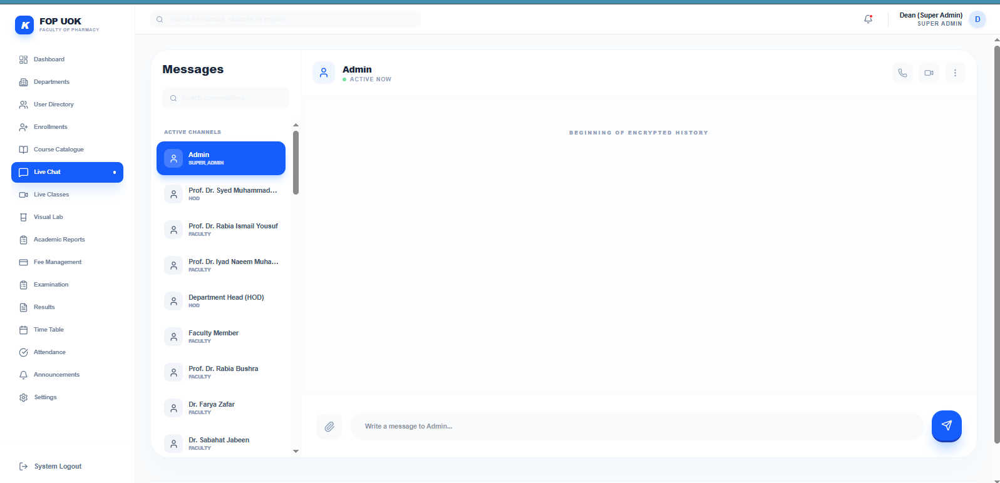 K
FOP UOK
FACULTY OF PHARMACY
Dashboard
Departments
User Directory
Enrollments
Course Catalogue
Live Chat
Live Classes
Visual Lab
Academic Reports
Fee Management
Examination
Results
Time Table
Attendance
Announcements
Settings
System Logout
Search for courses, students, or reports...
Dean (Super Admin)
SUPER ADMIN
D
Messages
Search conversations...
ACTIVE CHANNELS
Admin
SUPER_ADMIN
Prof. Dr. Syed Muhammad...
HOD
Prof. Dr. Rabia Ismail Yousuf
FACULTY
Prof. Dr. Iyad Naeem Muha...
FACULTY
Department Head (HOD)
HOD
Faculty Member
FACULTY
Prof. Dr. Rabia Bushra
FACULTY
Dr. Farya Zafar
FACULTY
Dr. Sabahat Jabeen
FACULTY
Admin
ACTIVE NOW
BEGINNING OF ENCRYPTED HISTORY
Write a message to Admin...